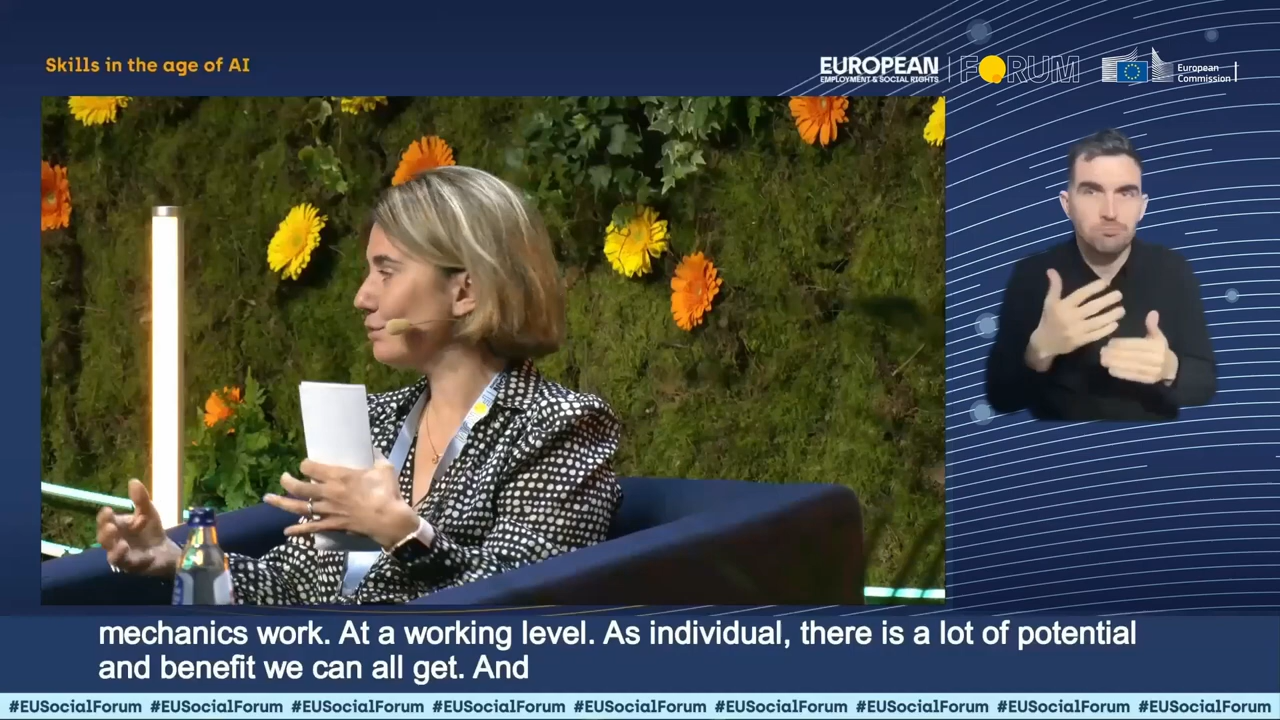 Skills in the age of AI
EUROPEAN
EMPLOYMENT & SOCIAL RIGHTS
FORUM
European
Commission
mechanics work. At a working level. As individual, there is a lot of potential
and benefit we can all get. And
#EUSocialForum #EUSocialForum #EUSocialForum #EUSocialForum #EUSocialForum #EUSocialForum #EUSocialForum #EUSocialForum #EUSocialForum